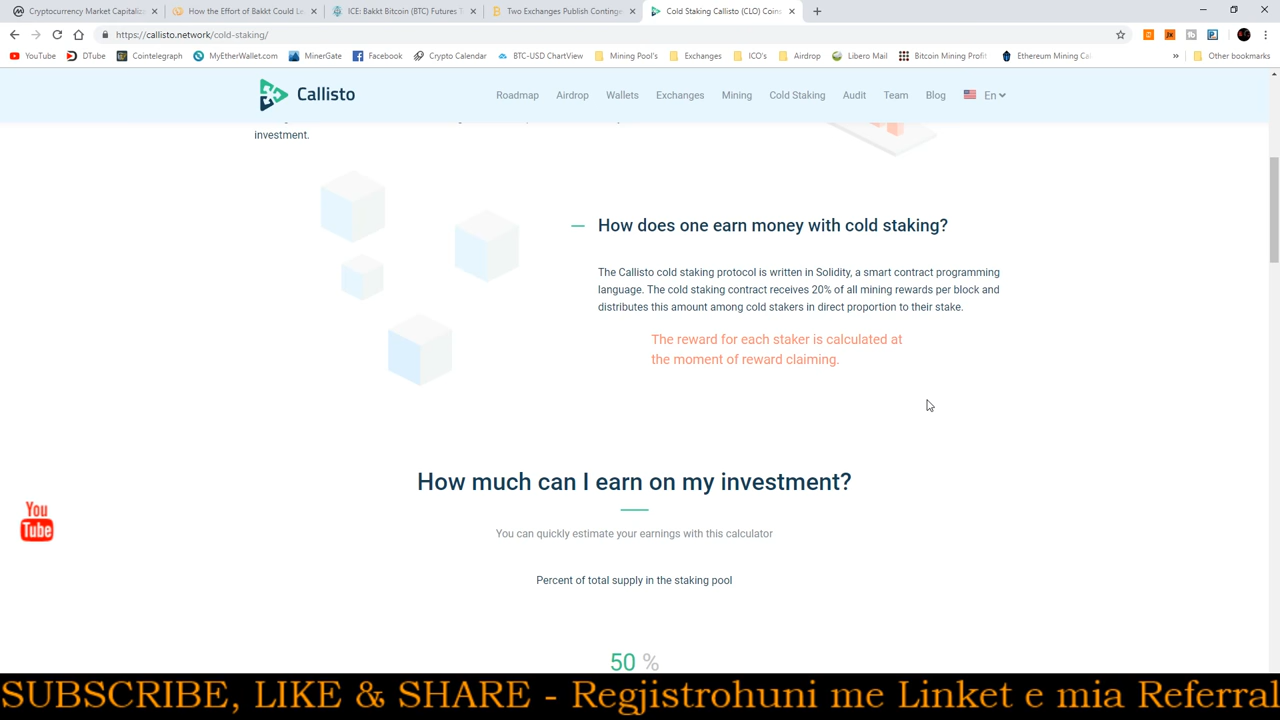 Cryptocurrency Market Capitaliz
How the Effort of Bakkt Could Le
ICE: Bakkt Bitcoin (BTC) Futures T
Two Exchanges Publish Continge
Cold Staking Callisto (CLO) Coins
https://callisto.network/cold-staking/
YouTube
DTube
Cointelegraph
MyEtherWallet.com
MinerGate
Facebook
Crypto Calendar
BTC-USD ChartView
Mining Pool's
Exchanges
ICO's
Airdrop
Libero Mail
Bitcoin Mining Profit
Ethereum Mining Cal
»
Other bookmarks
Callisto
Roadmap
Airdrop
Wallets
Exchanges
Mining
Cold Staking
Audit
Team
Blog
En
investment.
How does one earn money with cold staking?
The Callisto cold staking protocol is written in Solidity, a smart contract programming
language. The cold staking contract receives 20% of all mining rewards per block and
distributes this amount among cold stakers in direct proportion to their stake.
The reward for each staker is calculated at
the moment of reward claiming.
How much can I earn on my investment?
You can quickly estimate your earnings with this calculator
Percent of total supply in the staking pool
50 %
You
Tube
SUBSCRIBE, LIKE & SHARE - Regjistrohuni me Linket e mia Referral